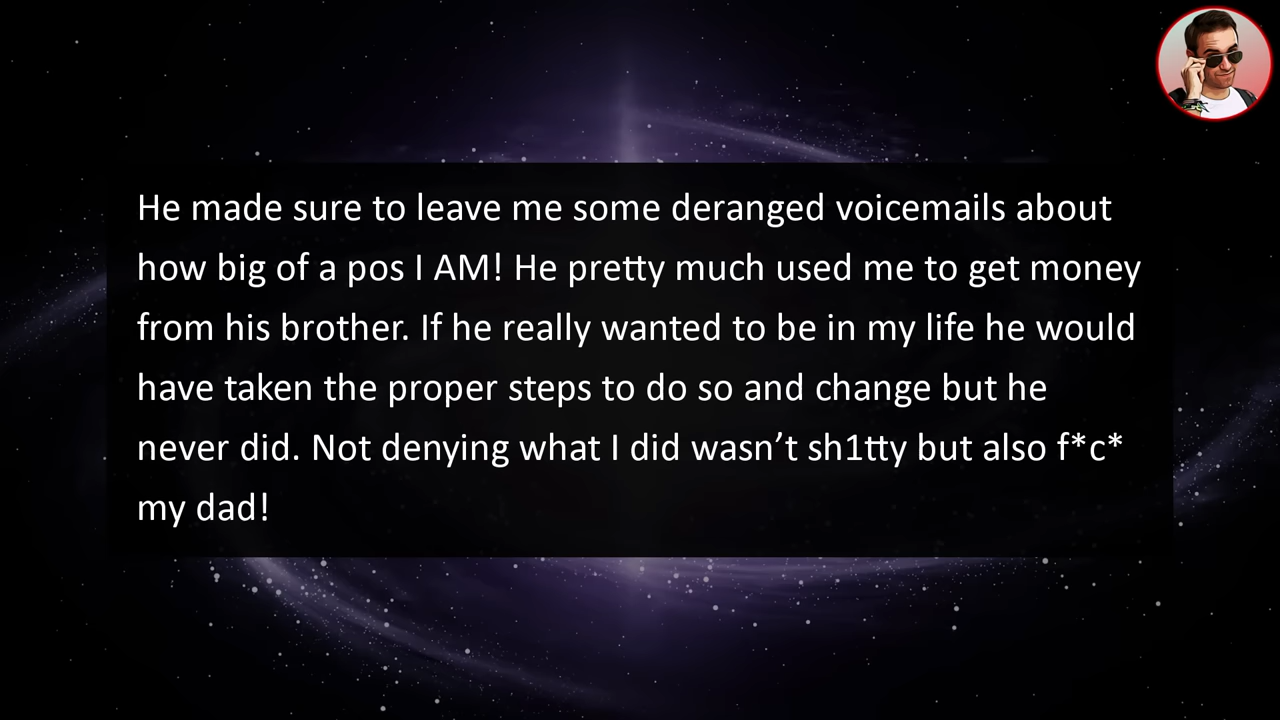 He made sure to leave me some deranged voicemails about
how big of a pos I AM! He pretty much used me to get money
from his brother. If he really wanted to be in my life he would
have taken the proper steps to do so and change but he
never did. Not denying what I did wasn’t sh1tty but also f*c*
my dad!